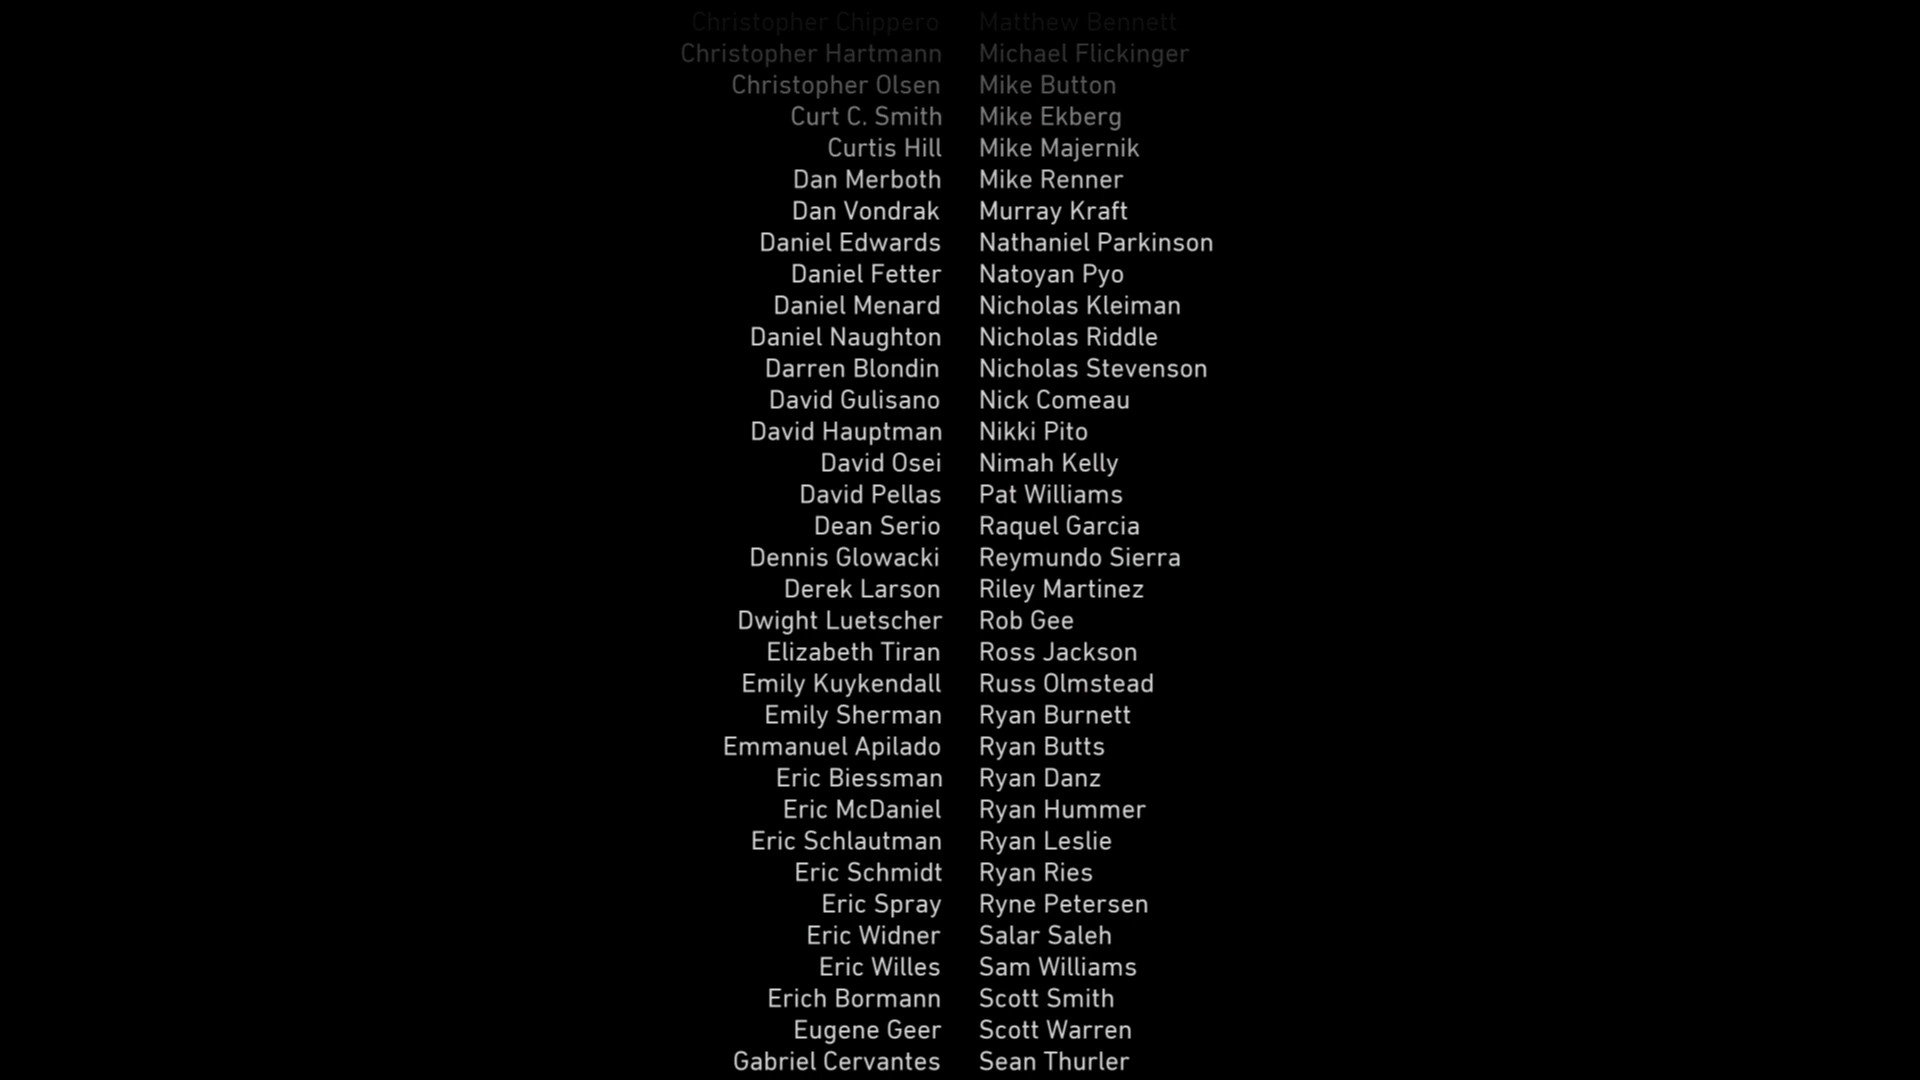 Christopher Chippero Matthew Bennett
Christopher Hartmann Michael Flickinger
Christopher Olsen Mike Button
Curt C. Smith Mike Ekberg
Curtis Hill Mike Majernik
Dan Merboth Mike Renner
Dan Vondrak Murray Kraft
Daniel Edwards Nathaniel Parkinson
Daniel Fetter Natoyan Pyo
Daniel Menard Nicholas Kleiman
Daniel Naughton Nicholas Riddle
Darren Blondin Nicholas Stevenson
David Gulisano Nick Comeau
David Hauptman Nikki Pito
David Osei Nimah Kelly
David Pellas Pat Williams
Dean Serio Raquel Garcia
Dennis Glowacki Reymundo Sierra
Derek Larson Riley Martinez
Dwight Luetscher Rob Gee
Elizabeth Tiran Ross Jackson
Emily Kuykendall Russ Olmstead
Emily Sherman Ryan Burnett
Emmanuel Apilado Ryan Butts
Eric Biessman Ryan Danz
Eric McDaniel Ryan Hummer
Eric Schlautman Ryan Leslie
Eric Schmidt Ryan Ries
Eric Spray Ryne Petersen
Eric Widner Salar Saleh
Eric Willes Sam Williams
Erich Bormann Scott Smith
Eugene Geer Scott Warren
Gabriel Cervantes Sean Thurler